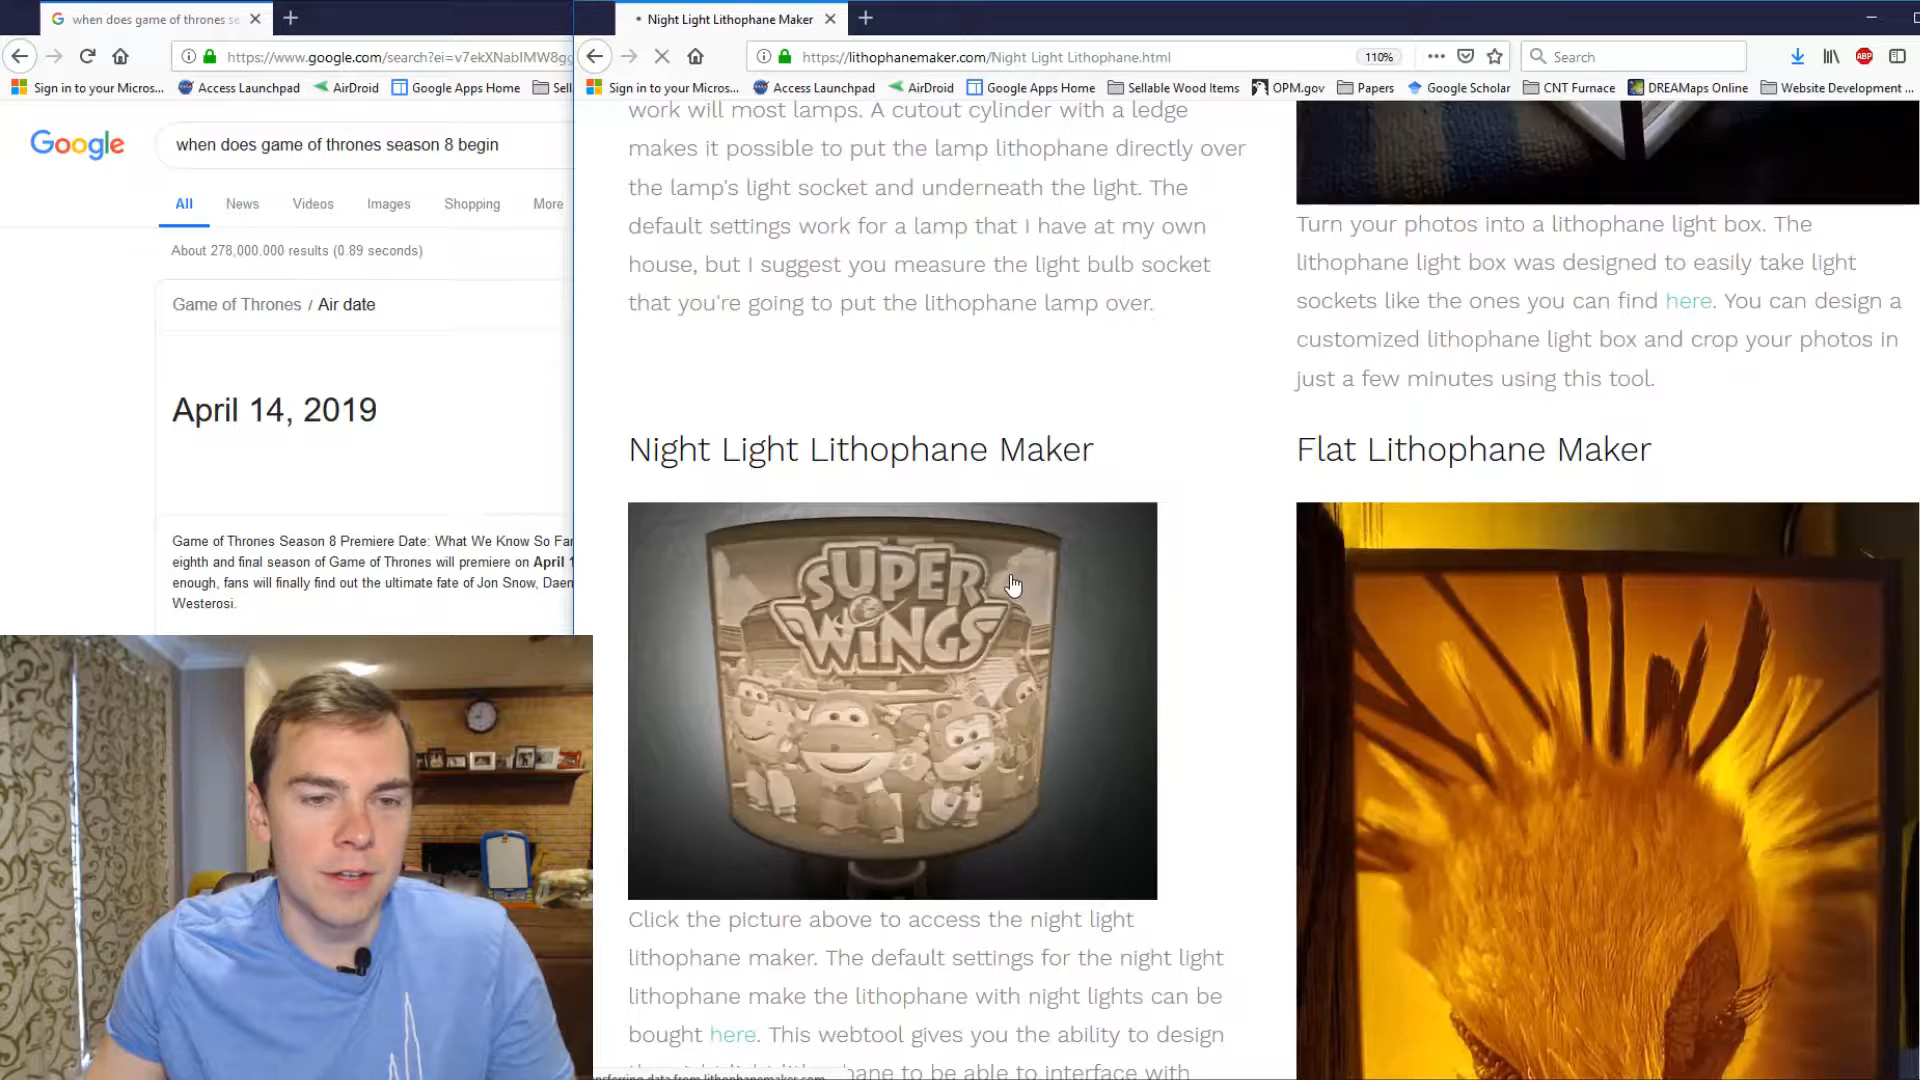 when does game of thrones se
https://www.google.com/search?ei=v7ekXNabIMW8gg
Sign in to your Micros...
Access Launchpad
AirDroid
Google Apps Home
Sell
Google
when does game of thrones season 8 begin
All
News
Videos
Images
Shopping
More
About 278,000,000 results (0.89 seconds)
Game of Thrones / Air date
April 14, 2019
Game of Thrones Season 8 Premiere Date: What We Know So Far
eighth and final season of Game of Thrones will premiere on April 1
enough, fans will finally find out the ultimate fate of Jon Snow, Daen
Westerosi.
Night Light Lithophane Maker
https://lithophanemaker.com/Night Light Lithophane.html
110%
Search
ABP
Sign in to your Micros...
Access Launchpad
AirDroid
Google Apps Home
Sellable Wood Items
OPM.gov
Papers
Google Scholar
CNT Furnace
DREAMaps Online
Website Development ...
work will most lamps. A cutout cylinder with a ledge
makes it possible to put the lamp lithophane directly over
the lamp's light socket and underneath the light. The
default settings work for a lamp that I have at my own
house, but I suggest you measure the light bulb socket
that you're going to put the lithophane lamp over.
Night Light Lithophane Maker
SUPER
WINGS
Click the picture above to access the night light
lithophane maker. The default settings for the night light
lithophane make the lithophane with night lights can be
bought here. This webtool gives you the ability to design
hane to be able to interface with
Turn your photos into a lithophane light box. The
lithophane light box was designed to easily take light
sockets like the ones you can find here. You can design a
customized lithophane light box and crop your photos in
just a few minutes using this tool.
Flat Lithophane Maker